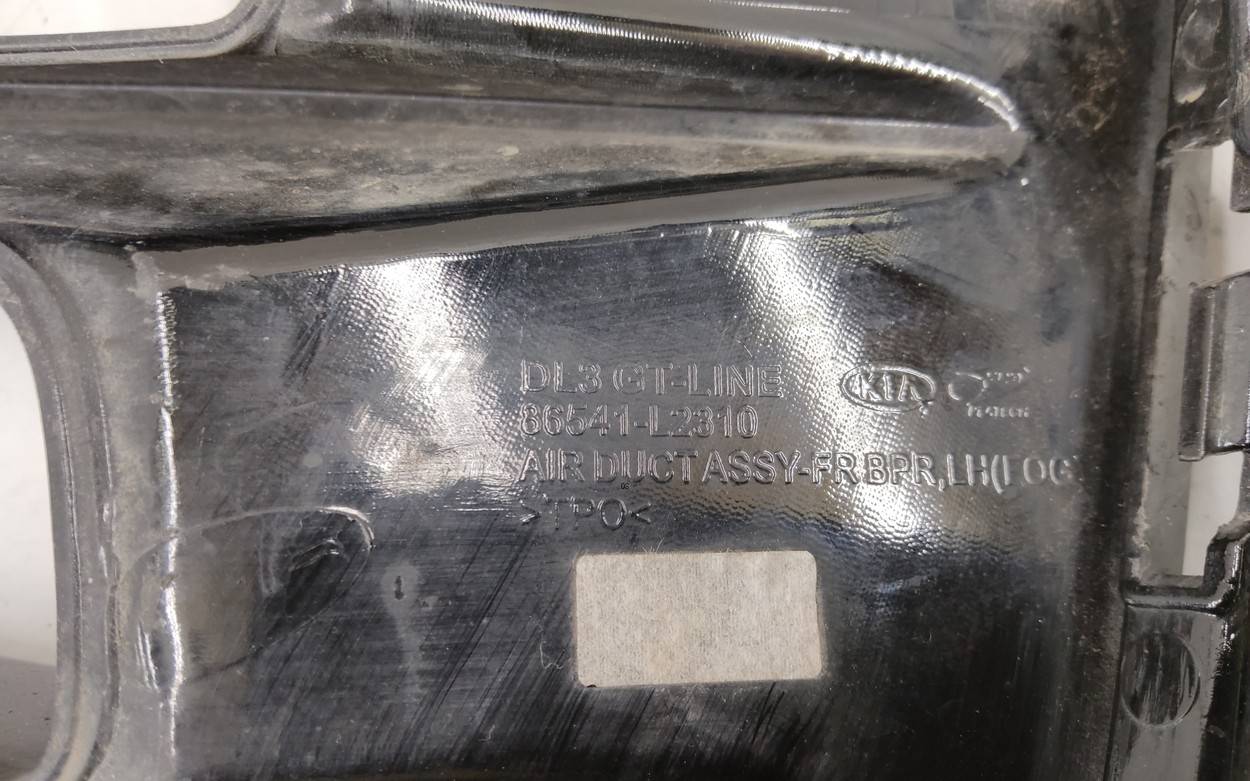 DL3 GT-LINE
KIA
86541-L2310
AIR DUCT ASSY-FR BPR,LH(FOG
>TPO<